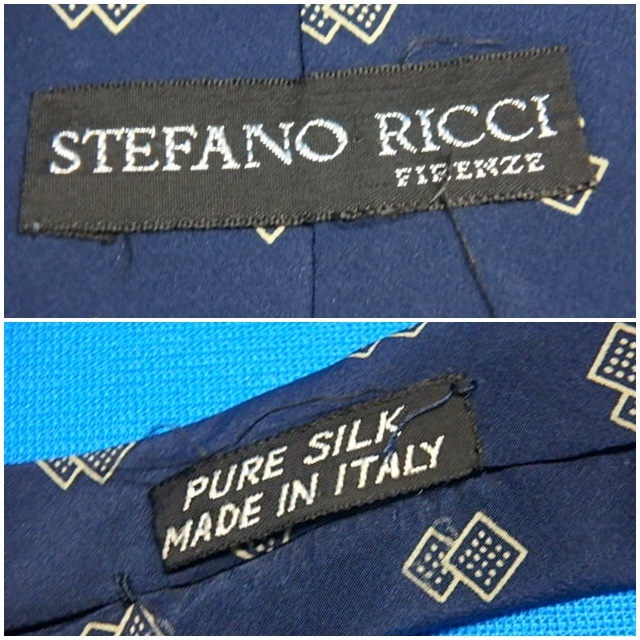 STEFANO RICCI
FIRENZE
PURE SILK
MADE IN ITALY